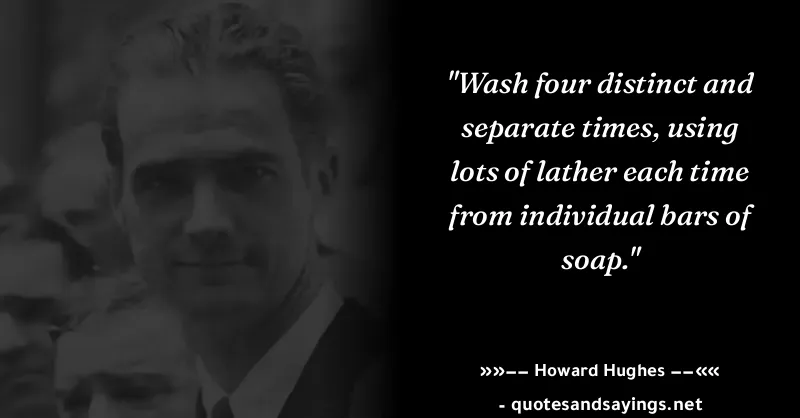 "Wash four distinct and
separate times, using
lots of lather each time
from individual bars of
soap."
»»—— Howard Hughes ——««
- quotesandsayings.net